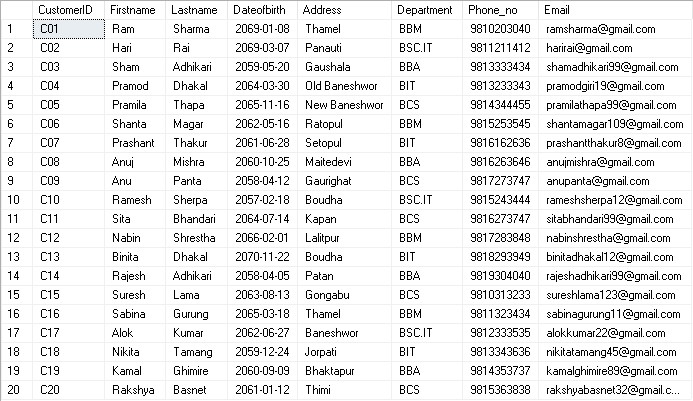 CustomerID Firstname Lastname Dateofbirth Address Department Phone_no Email
1 C01 Ram Sharma 2069-01-08 Thamel BBM 9810203040 ramsharma@gmail.com
2 C02 Hari Rai 2069-03-07 Panauti BSC.IT 9811211412 harirai@gmail.com
3 C03 Sham Adhikari 2059-05-20 Gaushala BBA 9813333434 shamadhikari99@gmail.com
4 C04 Pramod Dhakal 2064-03-30 Old Baneshwor BIT 9813233343 pramodgiri19@gmail.com
5 C05 Pramila Thapa 2065-11-16 New Baneshwor BCS 9814344455 pramilathapa99@gmail.com
6 C06 Shanta Magar 2062-05-16 Ratopul BBM 9815253545 shantamagar109@gmail.com
7 C07 Prashant Thakur 2061-06-28 Setopul BIT 9816162636 prashantthakur8@gmail.com
8 C08 Anuj Mishra 2060-10-25 Maitedevi BBA 9816263646 anujmishra@gmail.com
9 C09 Anu Panta 2058-04-12 Gaurighat BCS 9817273747 anupanta@gmail.com
10 C10 Ramesh Sherpa 2057-02-18 Boudha BSC.IT 9815243444 rameshsherpa12@gmail.com
11 C11 Sita Bhandari 2064-07-14 Kapan BCS 9816273747 sitabhandari99@gmail.com
12 C12 Nabin Shrestha 2066-02-01 Lalitpur BBM 9817283848 nabinshrestha@gmail.com
13 C13 Binita Dhakal 2070-11-22 Boudha BIT 9818293949 binitadhakal12@gmail.com
14 C14 Rajesh Adhikari 2058-04-05 Patan BBA 9819304040 rajeshadhikari99@gmail.com
15 C15 Suresh Lama 2063-08-13 Gongabu BCS 9810313233 sureshlama123@gmail.com
16 C16 Sabina Gurung 2065-03-18 Thamel BBM 9811323434 sabinagurung11@gmail.com
17 C17 Alok Kumar 2062-06-27 Baneshwor BSC.IT 9812333535 alokkumar22@gmail.com
18 C18 Nikita Tamang 2059-12-24 Jorpati BIT 9813343636 nikitatamang45@gmail.com
19 C19 Kamal Ghimire 2060-09-09 Bhaktapur BBA 9814353737 kamalghimire89@gmail.com
20 C20 Rakshya Basnet 2061-01-12 Thimi BCS 9815363838 rakshyabasnet32@gmail.c...